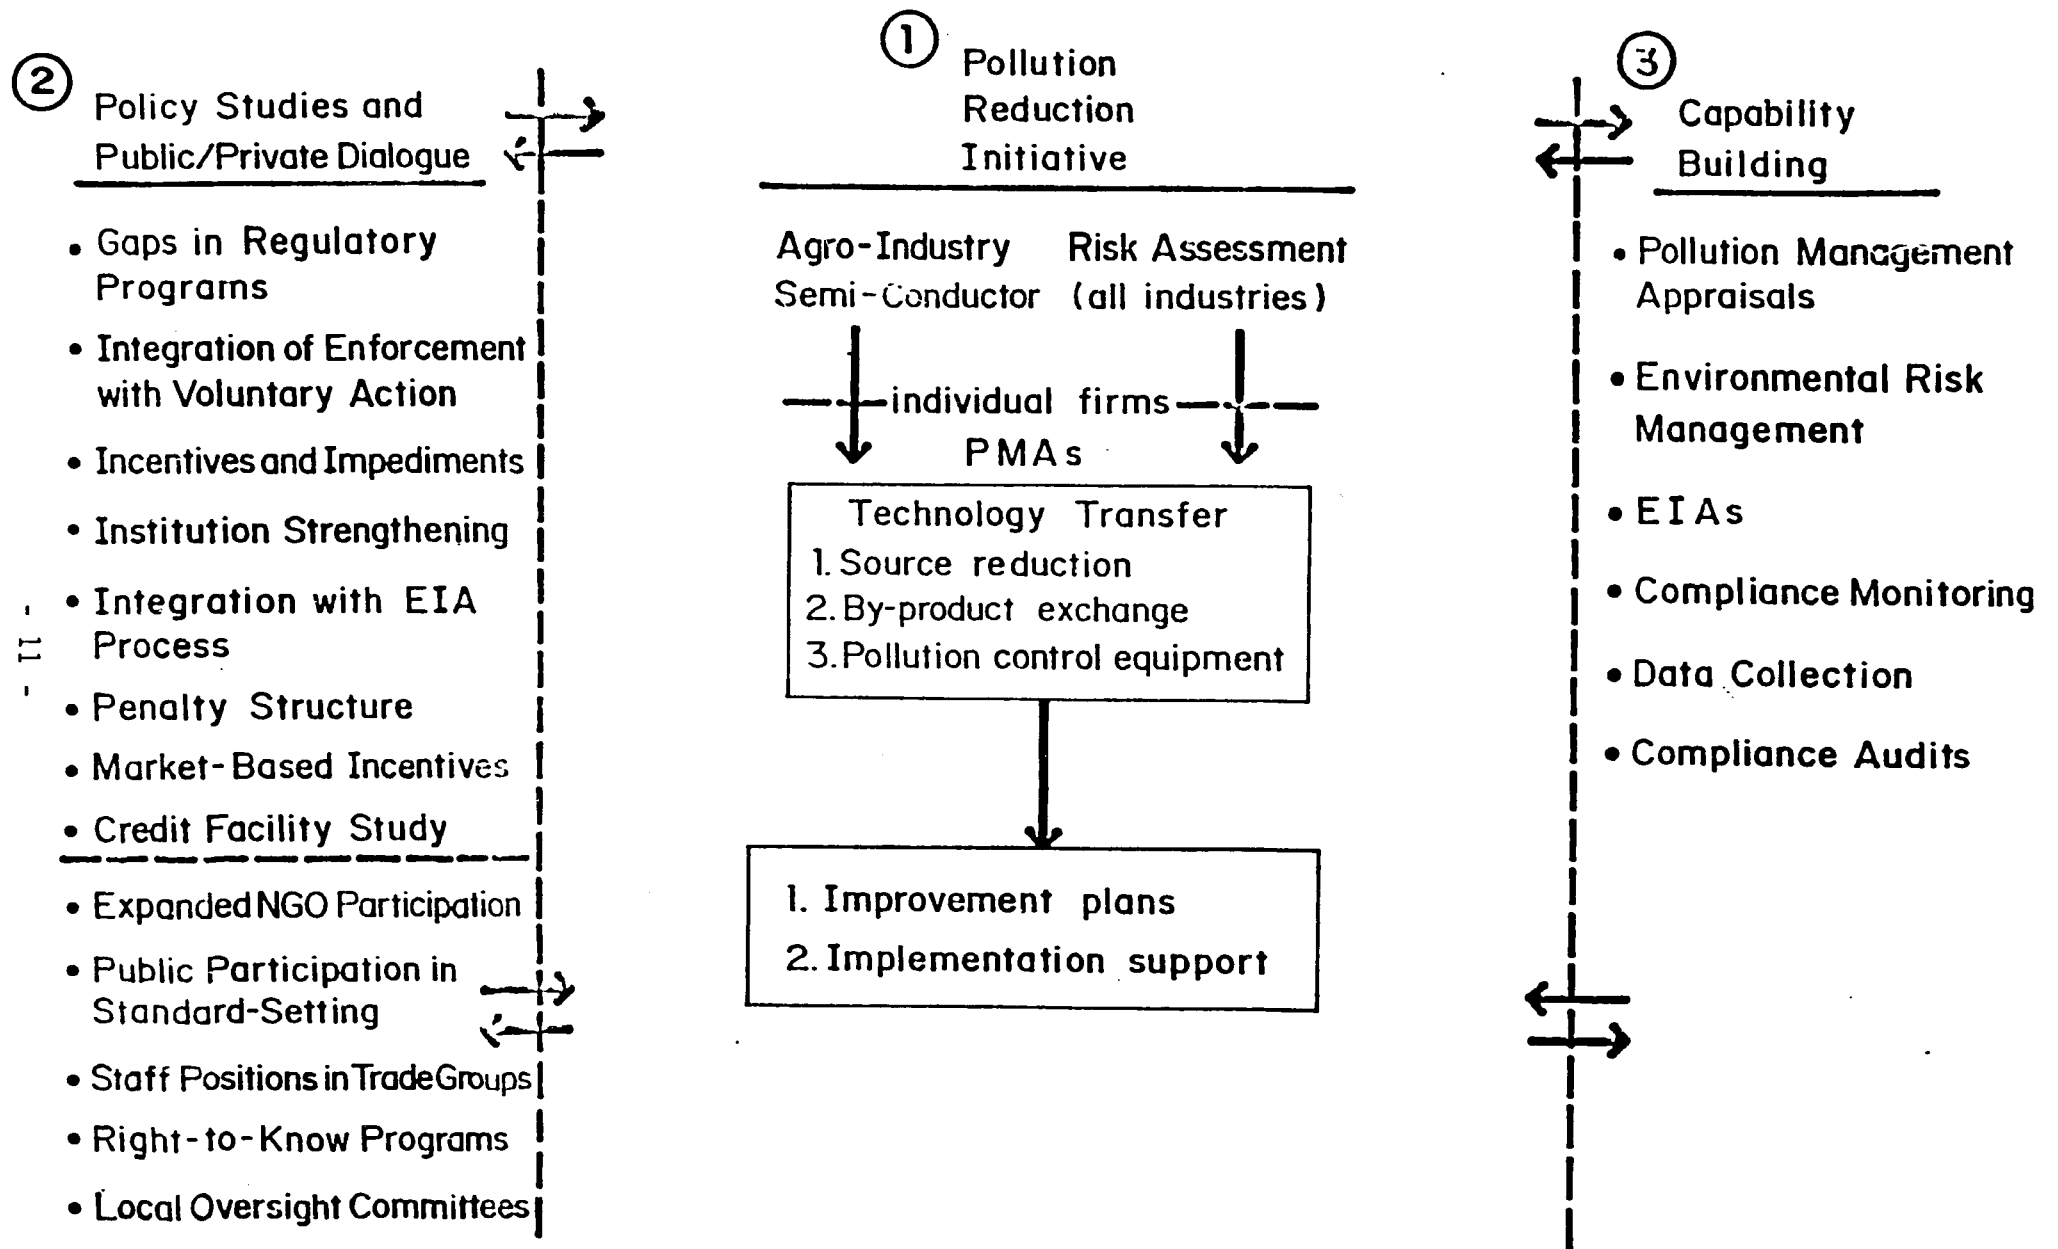 ②
Policy Studies and
Public/Private Dialogue
• Gaps in Regulatory
Programs
• Integration of Enforcement
with Voluntary Action
• Incentives and Impediments
• Institution Strengthening
• Integration with EIA
Process
• Penalty Structure
• Market-Based Incentives
• Credit Facility Study
• Expanded NGO Participation
• Public Participation in
Standard-Setting
• Staff Positions in Trade Groups
• Right-to-Know Programs
• Local Oversight Committees
①
Pollution
Reduction
Initiative
Agro-Industry
Semi-Conductor
Risk Assessment
(all industries)
individual firms
PMAs
Technology Transfer
1. Source reduction
2. By-product exchange
3. Pollution control equipment
1. Improvement plans
2. Implementation support
③
Capability
Building
• Pollution Management
Appraisals
• Environmental Risk
Management
• EIAs
• Compliance Monitoring
• Data Collection
• Compliance Audits
- 11 -